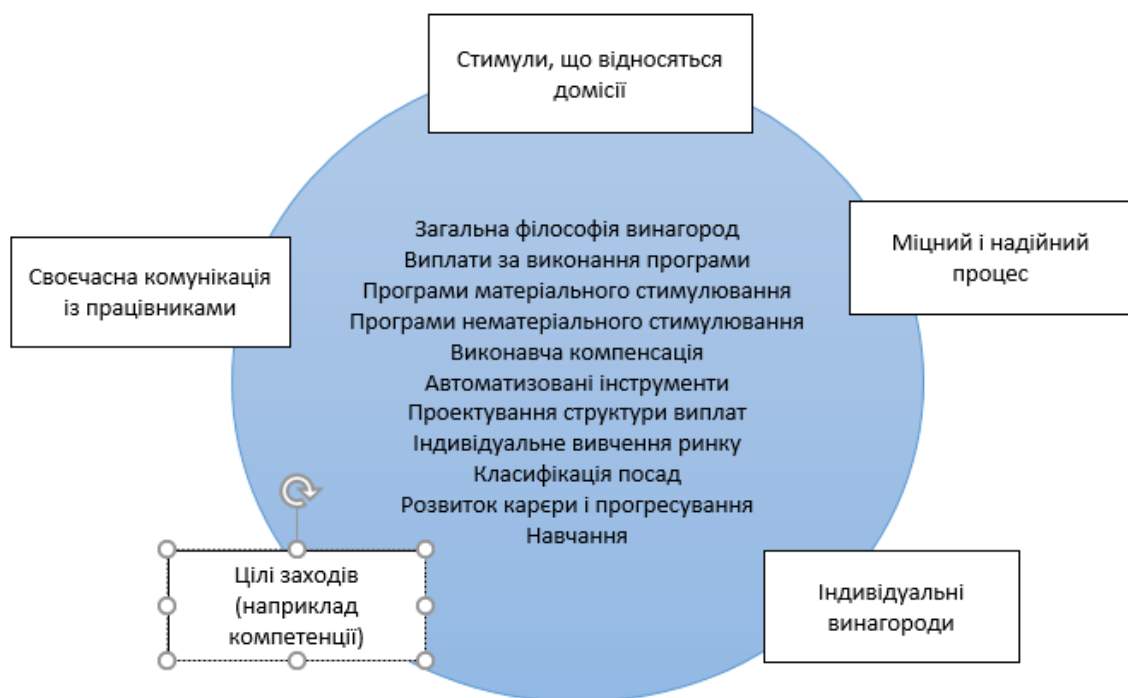 Стимули, що відносяться
домісії
Своєчасна комунікація
із працівниками
Загальна філософія винагород
Виплати за виконання програми
Програми матеріального стимулювання
Програми нематеріального стимулювання
Виконавча компенсація
Автоматизовані інструменти
Проектування структури виплат
Індивідуальне вивчення ринку
Класифікація посад
Розвиток карєри і прогресування
Навчання
Міцний і надійний
процес
Цілі заходів
(наприклад
компетенції)
Індивідуальні
винагороди